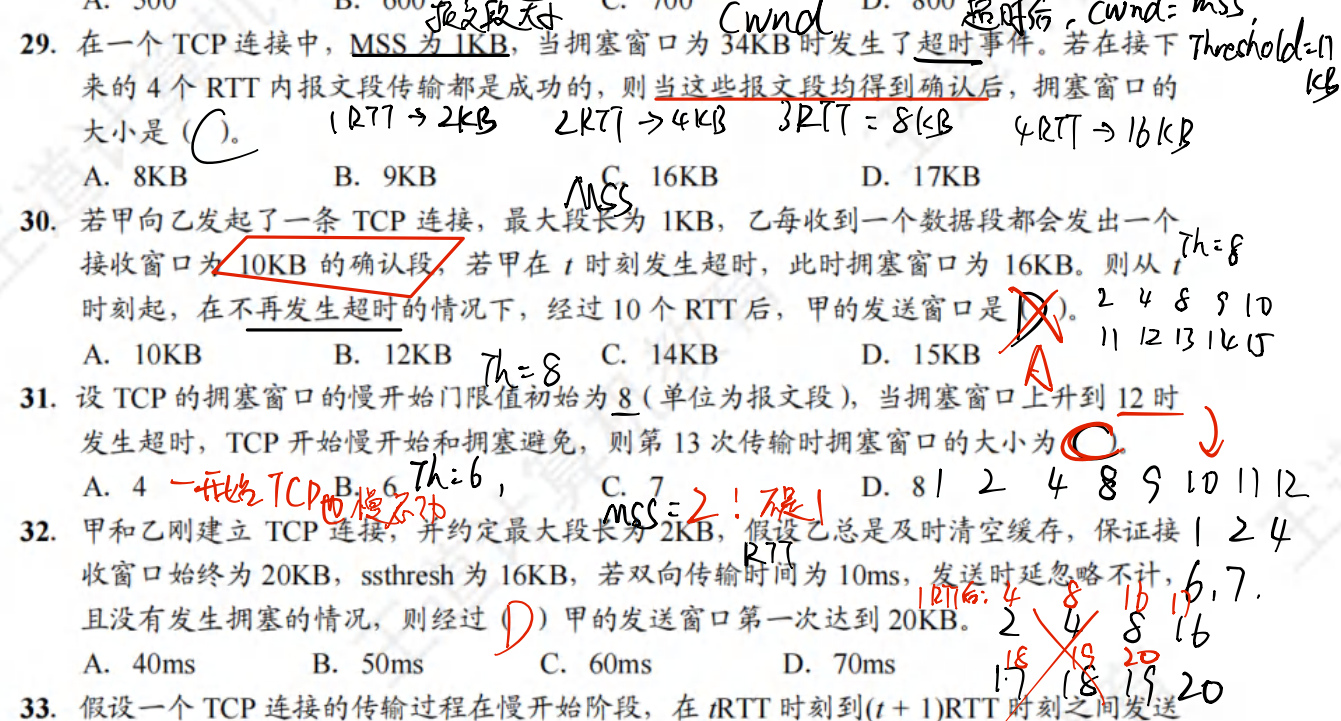 A. 500 B. 600 C. 700 D. 800
报文段大小 Cwnd 超时后，cwnd = mss,
29. 在一个 TCP 连接中，MSS 为 1KB，当拥塞窗口为 34KB 时发生了超时事件。若在接下 Threshold=17
来的 4 个 RTT 内报文段传输都是成功的，则当这些报文段均得到确认后，拥塞窗口的 KB
大小是（C）。 1RTT → 2KB 2RTT → 4KB 3RTT = 8KB 4RTT → 16KB
A. 8KB B. 9KB C. 16KB D. 17KB
MSS
30. 若甲向乙发起了一条 TCP 连接，最大段长为 1KB，乙每收到一个数据段都会发出一个
接收窗口为 10KB 的确认段，若甲在 t 时刻发生超时，此时拥塞窗口为 16KB。则从 t Th=8
时刻起，在不再发生超时的情况下，经过 10 个 RTT 后，甲的发送窗口是（D）。 2 4 8 9 10
A. 10KB B. 12KB C. 14KB D. 15KB A 11 12 13 14 15
Th=8
31. 设 TCP 的拥塞窗口的慢开始门限值初始为 8（单位为报文段），当拥塞窗口上升到 12 时
发生超时，TCP 开始慢开始和拥塞避免，则第 13 次传输时拥塞窗口的大小为（C）。
A. 4 B. 6 C. 7 D. 8 1 2 4 8 9 10 11 12
一开始TCP也慢启动 Th=6, mss=2！不是1
32. 甲和乙刚建立 TCP 连接，并约定最大段长为 2KB，假设乙总是及时清空缓存，保证接 1 2 4
RTT
收窗口始终为 20KB，ssthresh 为 16KB，若双向传输时间为 10ms，发送时延忽略不计， 6, 7.
1RTT后: 4 8 16 17
且没有发生拥塞的情况，则经过（D）甲的发送窗口第一次达到 20KB。 2 4 8 16
18 19 20
A. 40ms B. 50ms C. 60ms D. 70ms 17 18 19 20
33. 假设一个 TCP 连接的传输过程在慢开始阶段，在 tRTT 时刻到(t + 1)RTT 时刻之间发送